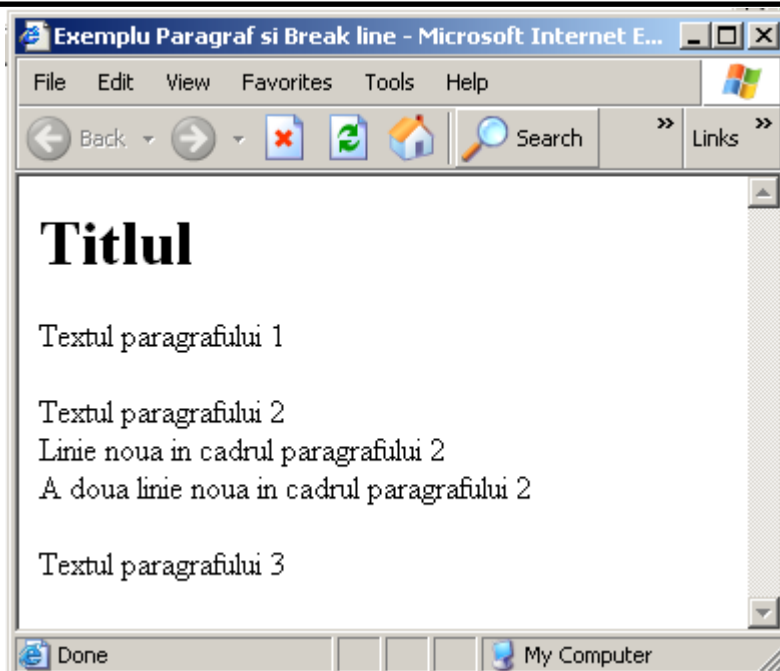 Exemplu Paragraf si Break line - Microsoft Internet E...
File Edit View Favorites Tools Help
Back Search » Links »
Titlul
Textul paragrafului 1
Textul paragrafului 2
Linie noua in cadrul paragrafului 2
A doua linie noua in cadrul paragrafului 2
Textul paragrafului 3
Done My Computer